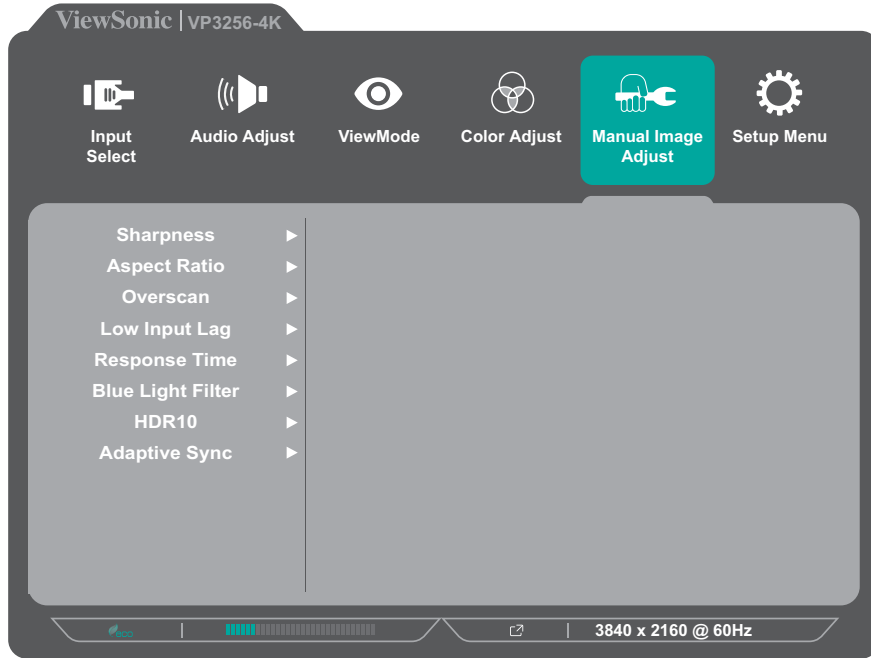 ViewSonic | VP3256-4K
Input Select
Audio Adjust
ViewMode
Color Adjust
Manual Image Adjust
Setup Menu
Sharpness
Aspect Ratio
Overscan
Low Input Lag
Response Time
Blue Light Filter
HDR10
Adaptive Sync
eco
3840 x 2160 @ 60Hz